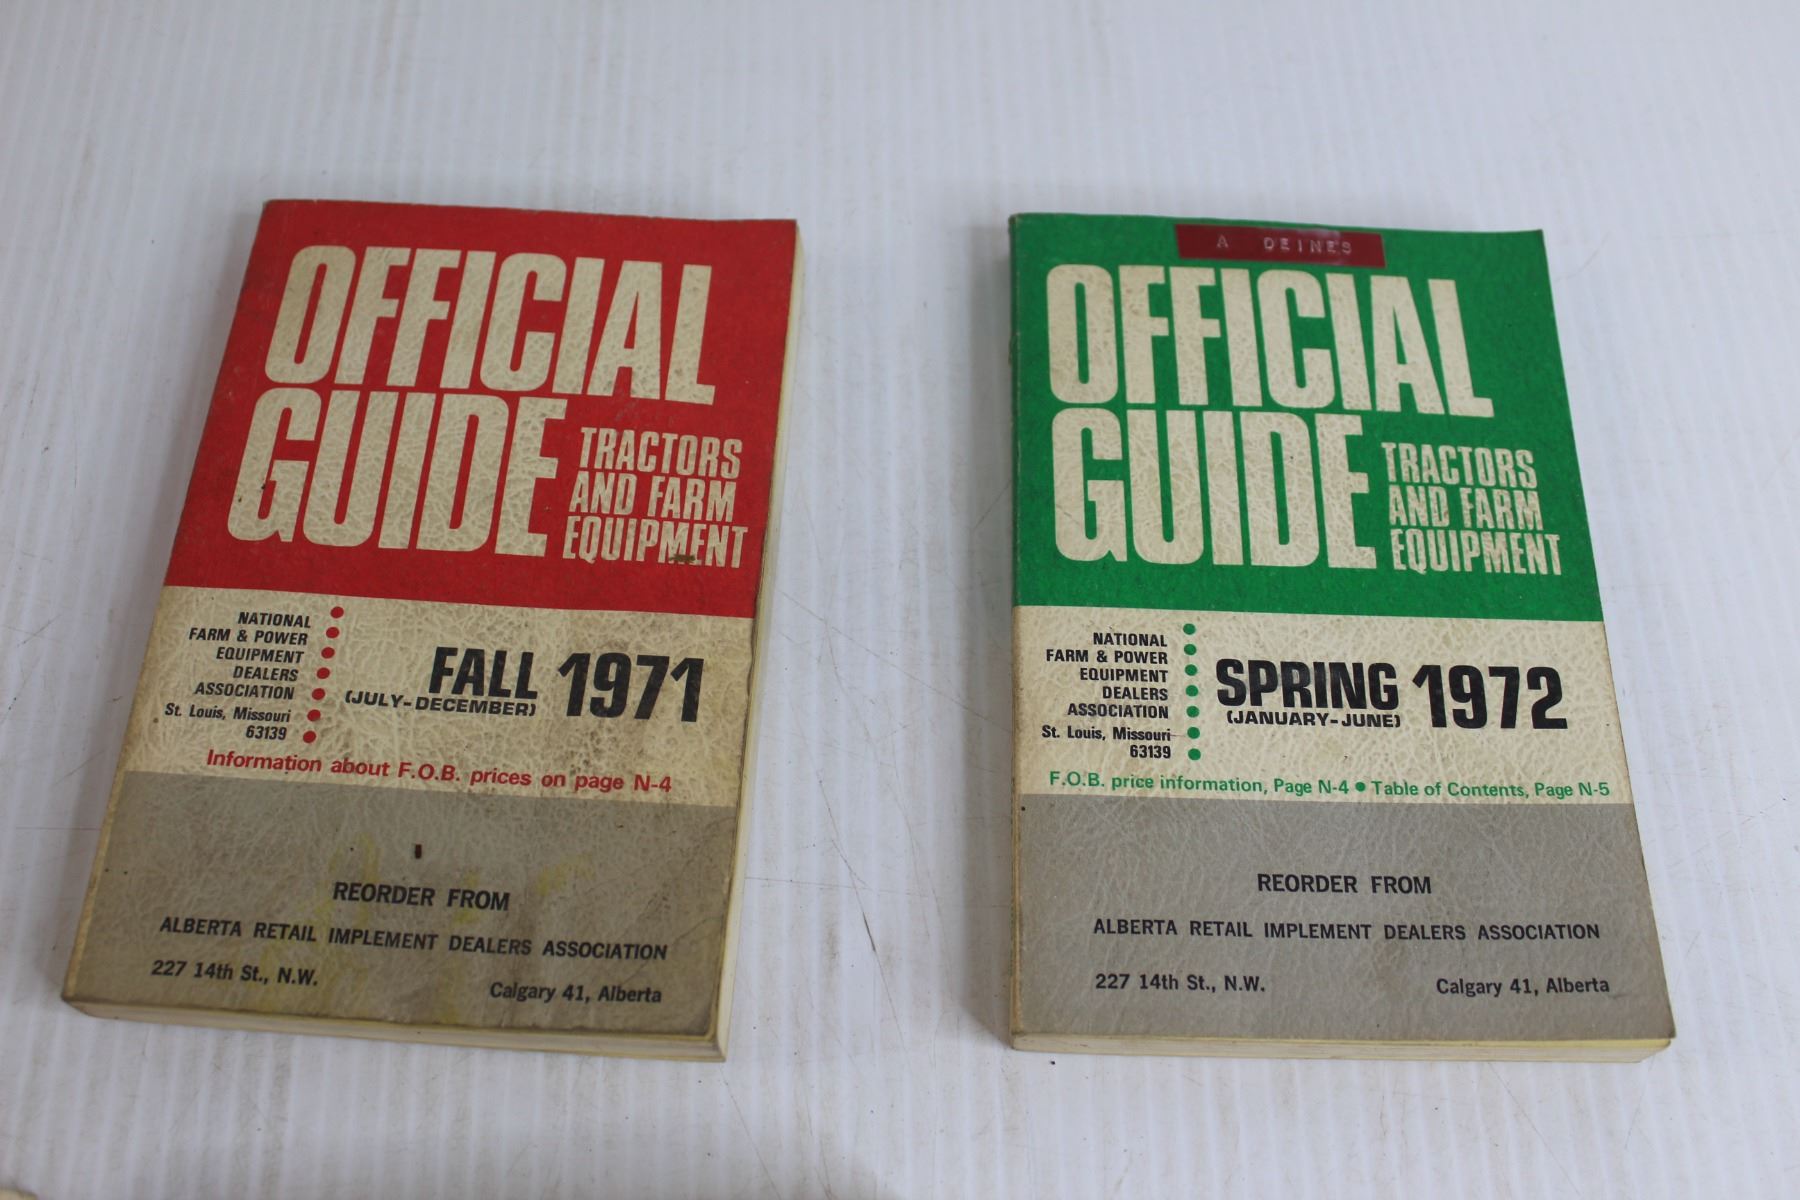 OFFICIAL
GUIDE
TRACTORS
AND FARM
EQUIPMENT
NATIONAL
FARM & POWER
EQUIPMENT
DEALERS
ASSOCIATION
St. Louis, Missouri
63139
FALL 1971
(JULY-DECEMBER)
Information about F.O.B. prices on page N-4
REORDER FROM
ALBERTA RETAIL IMPLEMENT DEALERS ASSOCIATION
227 14th St., N.W. Calgary 41, Alberta
A DEINES
OFFICIAL
GUIDE
TRACTORS
AND FARM
EQUIPMENT
NATIONAL
FARM & POWER
EQUIPMENT
DEALERS
ASSOCIATION
St. Louis, Missouri
63139
SPRING 1972
(JANUARY-JUNE)
F.O.B. price information, Page N-4 • Table of Contents, Page N-5
REORDER FROM
ALBERTA RETAIL IMPLEMENT DEALERS ASSOCIATION
227 14th St., N.W. Calgary 41, Alberta